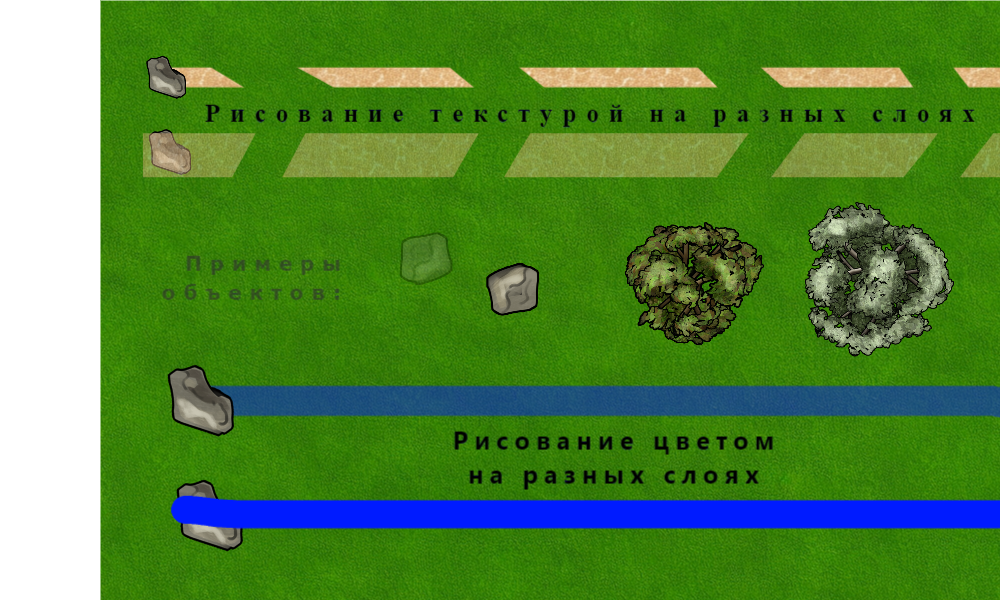 Рисование текстурой на разных слоях
Примеры
объектов:
Рисование цветом
на разных слоях